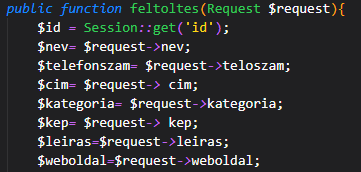 public function feltoltes(Request $request){
$id = Session::get('id');
$nev= $request->nev;
$telefonszam= $request->teloszam;
$cim= $request-> cim;
$kategoria= $request->kategoria;
$kep= $request-> kep;
$leiras=$request->leiras;
$weboldal=$request->weboldal;